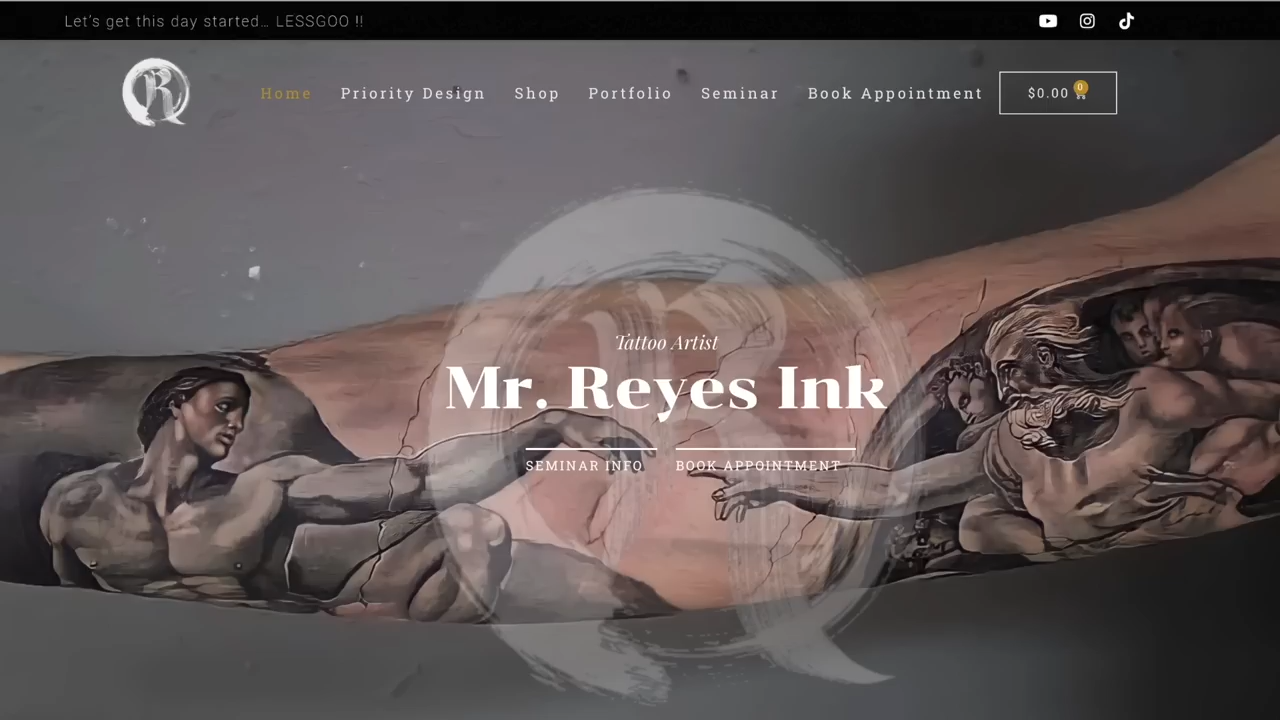 Let's get this day started... LESSGOO !!
R
Home Priority Design Shop Portfolio Seminar Book Appointment $0.00 0
R
Tattoo Artist
Mr. Reyes Ink
SEMINAR INFO BOOK APPOINTMENT